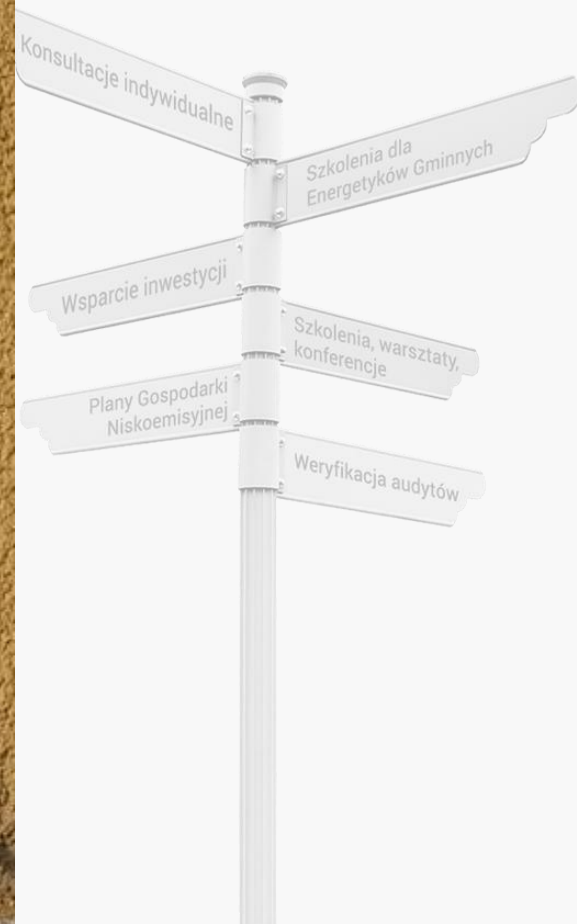 Konsultacje indywidualne
Szkolenia dla
Energetyków Gminnych
Wsparcie inwestycji
Szkolenia, warsztaty,
konferencje
Plany Gospodarki
Niskoemisyjnej
Weryfikacja audytów